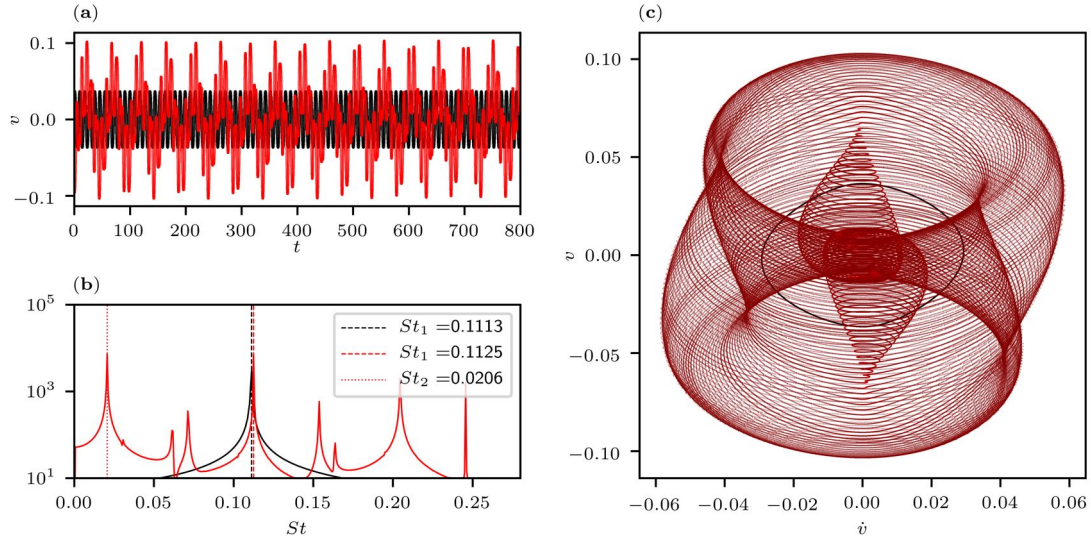 (a)
0.1
0.0
−0.1
v
0 100 200 300 400 500 600 700 800
t
(b)
10^5
10^3
10^1
St_1 =0.1113
St_1 =0.1125
St_2 =0.0206
0.00 0.05 0.10 0.15 0.20 0.25
St
(c)
0.10
0.05
0.00
−0.05
−0.10
v
−0.06 −0.04 −0.02 0.00 0.02 0.04 0.06
v̇